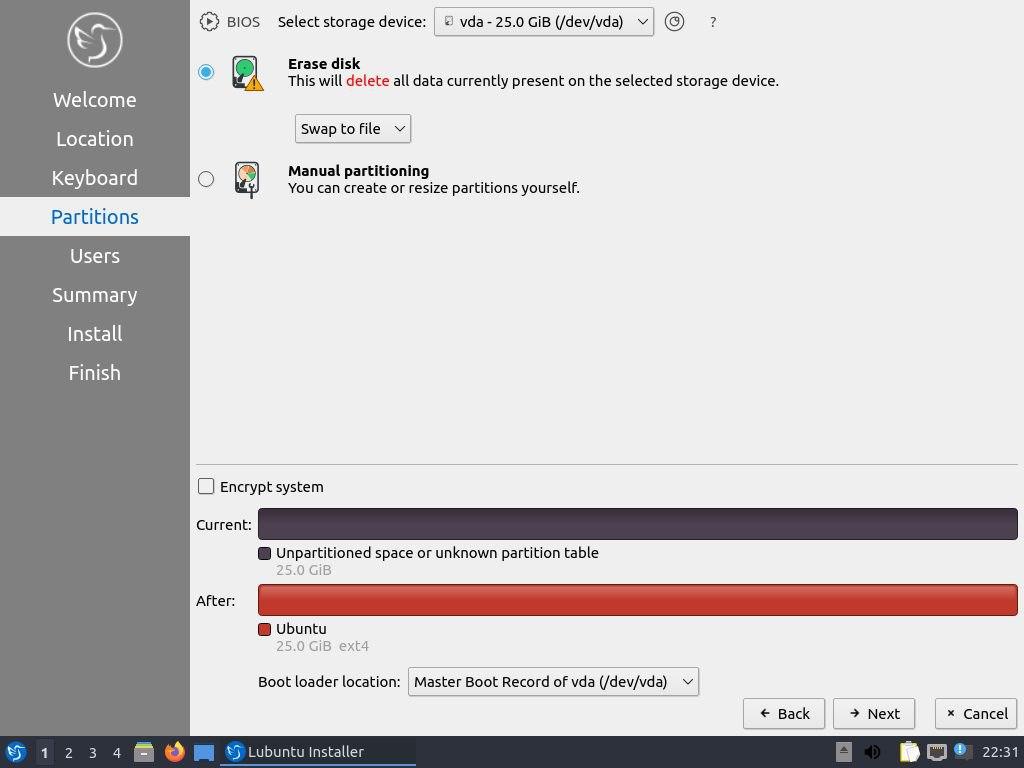 BIOS Select storage device: vda - 25.0 GiB (/dev/vda) ?
Welcome
Location
Keyboard
Partitions
Users
Summary
Install
Finish
Erase disk
This will delete all data currently present on the selected storage device.
Swap to file
Manual partitioning
You can create or resize partitions yourself.
Encrypt system
Current:
Unpartitioned space or unknown partition table
25.0 GiB
After:
Ubuntu
25.0 GiB ext4
Boot loader location: Master Boot Record of vda (/dev/vda)
Back Next Cancel
1 2 3 4 Lubuntu Installer 22:31